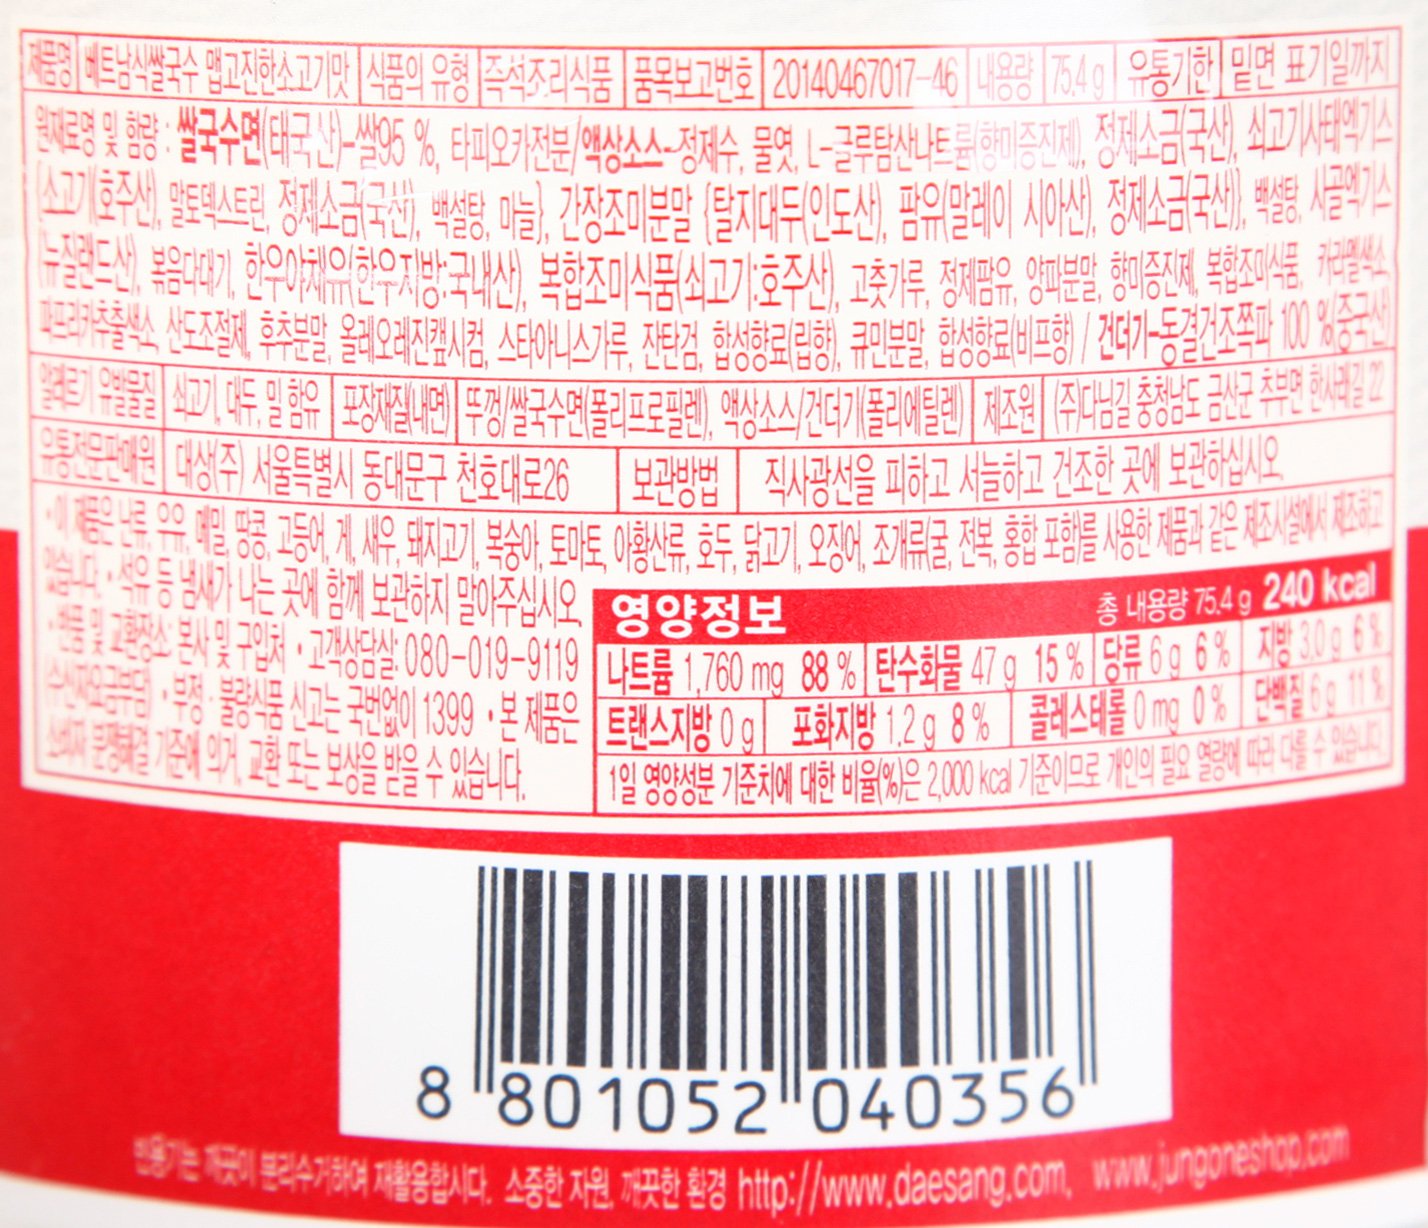 제품명 베트남식쌀국수 맵고진한소고기맛 식품의 유형 즉석조리식품 품목보고번호 20140467017-46 내용량 75.4 g 유통기한 밑면 표기일까지
원재료명 및 함량 : 쌀국수면(태국산)-쌀95 %, 타피오카전분/액상소스-정제수, 물엿, L-글루탐산나트륨(향미증진제), 정제소금(국산), 쇠고기사태엑기스
{소고기(호주산), 말토덱스트린, 정제소금(국산), 백설탕, 마늘}, 간장조미분말 {탈지대두(인도산), 팜유(말레이 시아산), 정제소금(국산)}, 백설탕, 사골엑기스
(뉴질랜드산), 볶음다대기, 한우야채유(한우지방:국내산), 복합조미식품(쇠고기:호주산), 고춧가루, 정제팜유, 양파분말, 향미증진제, 복합조미식품, 카라멜색소,
파프리카추출색소, 산도조절제, 후추분말, 올레오레진캪시컴, 스타아니스가루, 잔탄검, 합성향료(립향), 큐민분말, 합성향료(비프향) / 건더기-동결건조쪽파 100 %(중국산)
알레르기 유발물질 쇠고기, 대두, 밀 함유 포장재질(내면) 뚜껑/쌀국수면(폴리프로필렌), 액상소스/건더기(폴리에틸렌) 제조원 (주)다남길 충청남도 금산군 추부면 한사래길 22
유통전문판매원 대상(주) 서울특별시 동대문구 천호대로26 보관방법 직사광선을 피하고 서늘하고 건조한 곳에 보관하십시오.
•이 제품은 난류, 우유, 메밀, 땅콩, 고등어, 게, 새우, 돼지고기, 복숭아, 토마토, 아황산류, 호두, 닭고기, 오징어, 조개류(굴, 전복, 홍합 포함)를 사용한 제품과 같은 제조시설에서 제조하고
있습니다. •석유 등 냄새가 나는 곳에 함께 보관하지 말아주십시오.
•반품 및 교환장소: 본사 및 구입처 •고객상담실: 080-019-9119
(수신자요금부담) •부정·불량식품 신고는 국번없이 1399 •본 제품은
소비자 분쟁해결 기준에 의거, 교환 또는 보상을 받을 수 있습니다.
영양정보 총 내용량 75.4 g 240 kcal
나트륨 1,760 mg 88 % 탄수화물 47 g 15 % 당류 6 g 6 % 지방 3.0 g 6 %
트랜스지방 0 g 포화지방 1.2 g 8 % 콜레스테롤 0 mg 0 % 단백질 6 g 11 %
1일 영양성분 기준치에 대한 비율(%)은 2,000 kcal 기준이므로 개인의 필요 열량에 따라 다를 수 있습니다.
8 801052 040356
빈용기는 깨끗이 분리수거하여 재활용합시다. 소중한 자원, 깨끗한 환경 http://www.daesang.com, www.jungoneshop.com